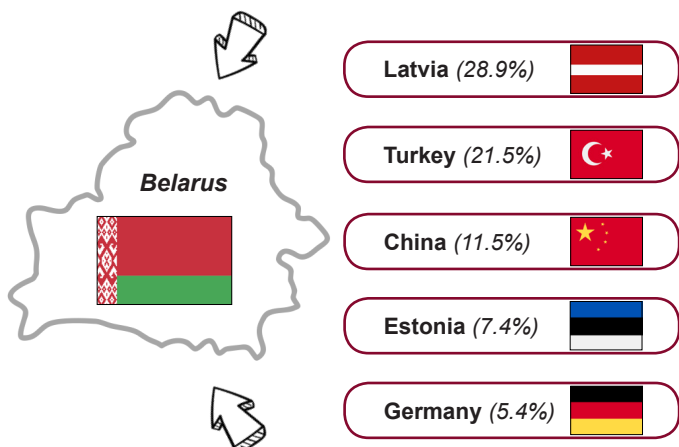 Belarus
Latvia (28.9%)
Turkey (21.5%)
China (11.5%)
Estonia (7.4%)
Germany (5.4%)